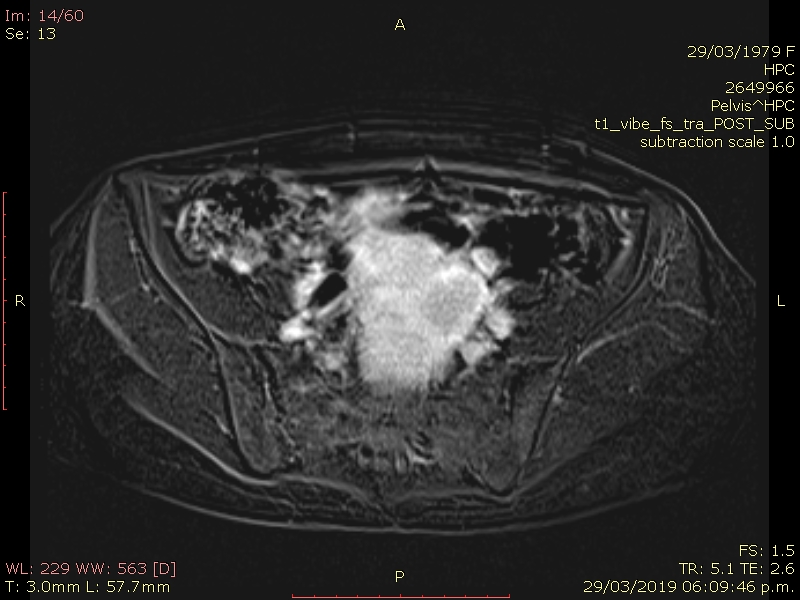 Im: 14/60
Se: 13
A
29/03/1979 F
HPC
2649966
Pelvis^HPC
t1_vibe_fs_tra_POST_SUB
subtraction scale 1.0
R
L
WL: 229 WW: 563 [D]
T: 3.0mm L: 57.7mm
P
FS: 1.5
TR: 5.1 TE: 2.6
29/03/2019 06:09:46 p.m.